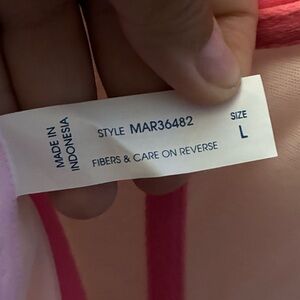 MADE IN
INDONESIA
STYLE MAR36482
FIBERS & CARE ON REVERSE
SIZE
L